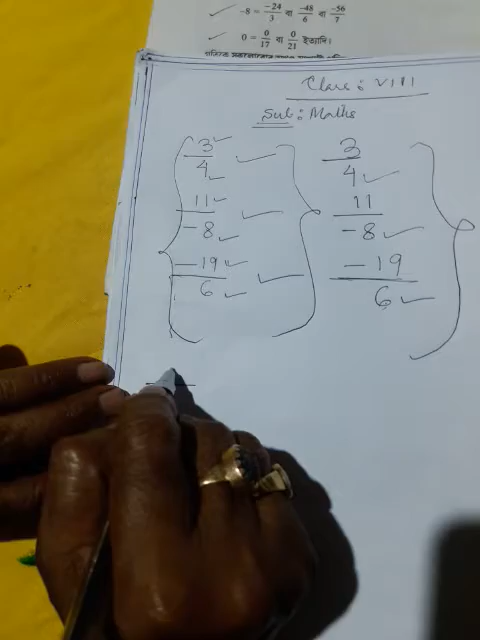 -8 = -24/3 বা -48/6 বা -56/7
0 = 0/17 বা 0/21 ইত্যাদি।
Class : VIII
Sub : Maths
3/4 3/4
11/-8 11/-8
-19/6 -19/6